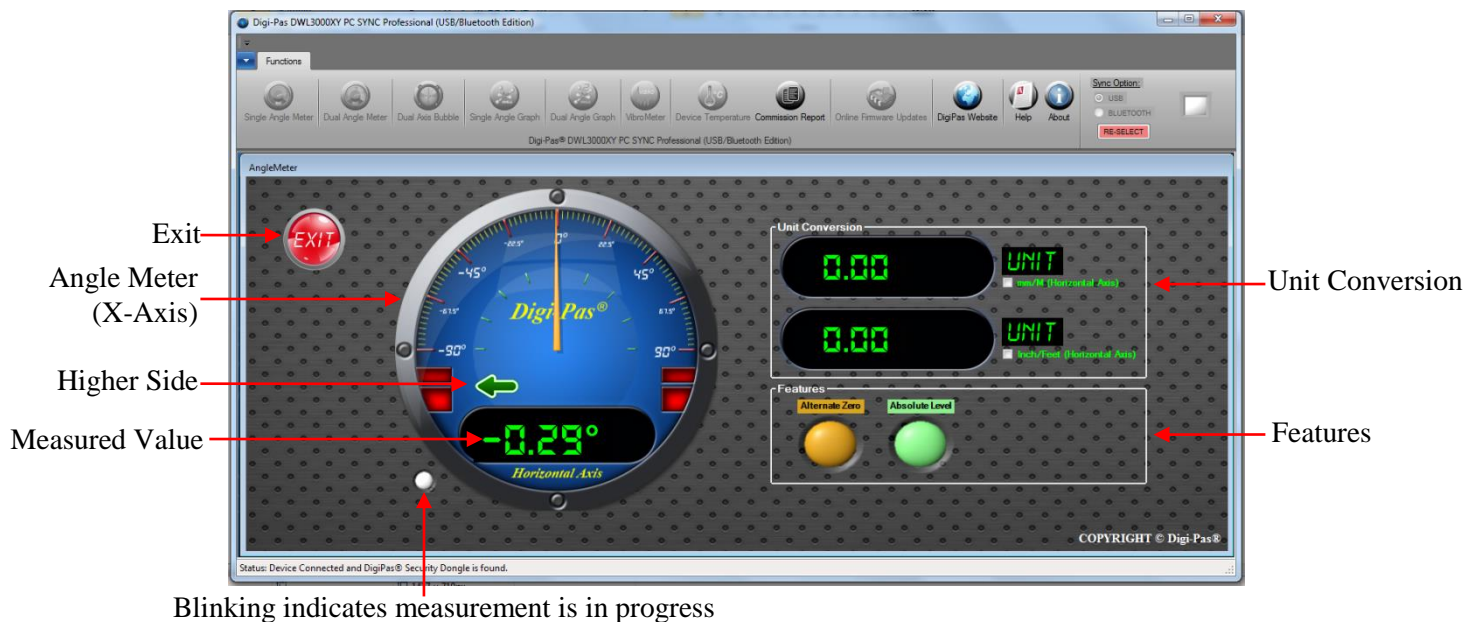 Digi-Pas DWL3000XY PC SYNC Professional (USB/Bluetooth Edition)
Functions
Single Angle Meter
Dual Angle Meter
Dual Axis Bubble
Single Angle Graph
Dual Angle Graph
VibroMeter
Device Temperature
Commission Report
Online Firmware Updates
DigiPas Website
Help
About
Sync Option:
USB
BLUETOOTH
RE-SELECT
Digi-Pas® DWL3000XY PC SYNC Professional (USB/Bluetooth Edition)
AngleMeter
EXIT
-90°
-67.5°
-45°
-22.5°
0°
22.5°
45°
67.5°
90°
Digi-Pas®
-0.29°
Horizontal Axis
Unit Conversion
0.00
UNIT
mm/M (Horizontal Axis)
0.00
UNIT
Inch/Feet (Horizontal Axis)
Features
Alternate Zero
Absolute Level
COPYRIGHT © Digi-Pas®
Status: Device Connected and DigiPas® Security Dongle is found.
Exit
Angle Meter
(X-Axis)
Higher Side
Measured Value
Unit Conversion
Features
Blinking indicates measurement is in progress